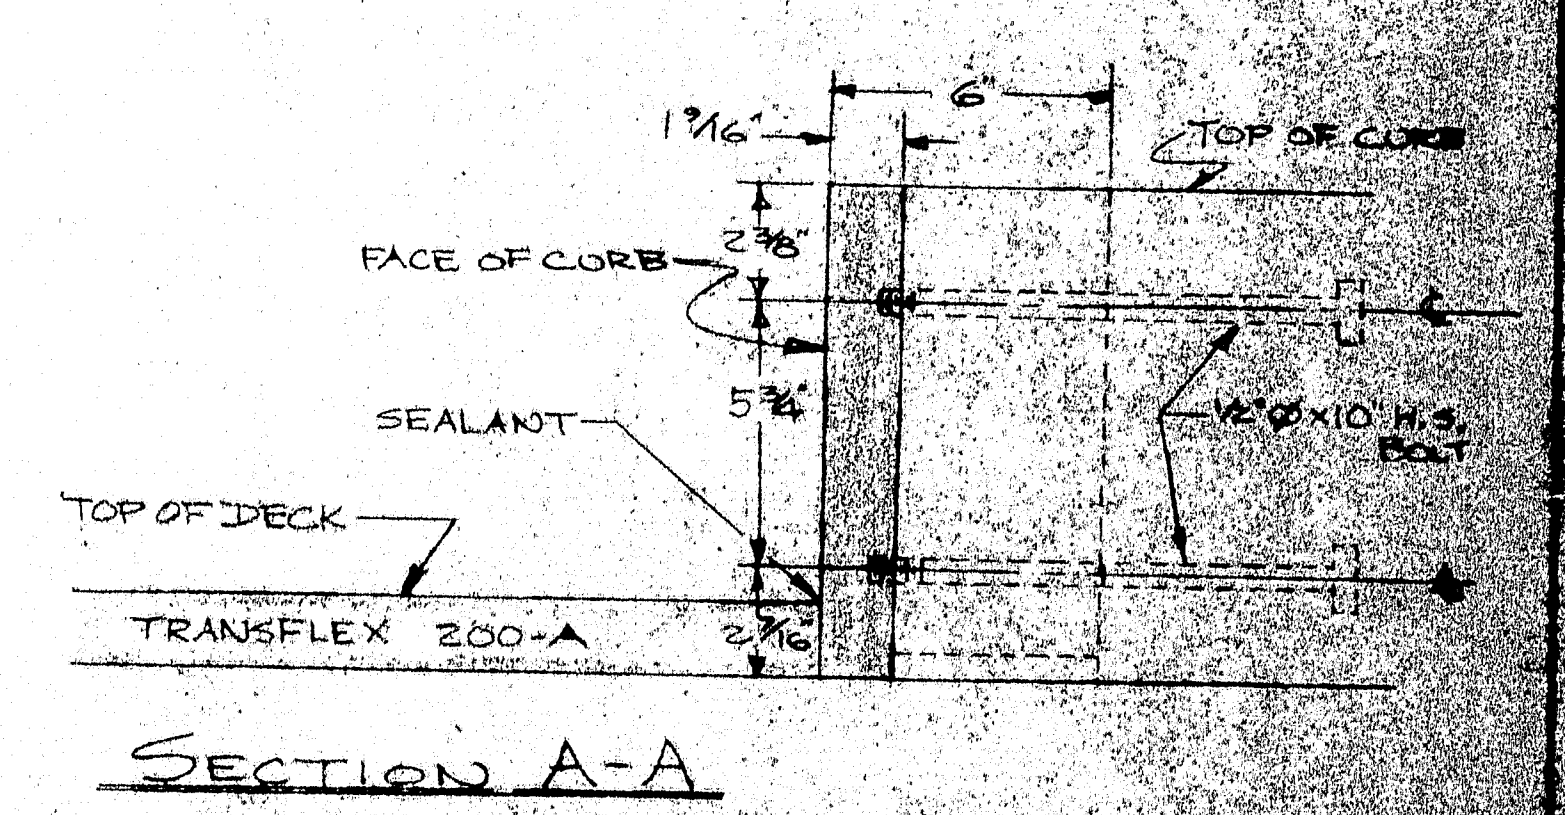 6"
1 9/16"
TOP OF CURB
2 3/8"
FACE OF CURB
℄
5 3/4"
1/2"Ø X 10" H.S.
BOLT
SEALANT
TOP OF DECK
TRANSFLEX 200-A
2 7/16"
SECTION A-A